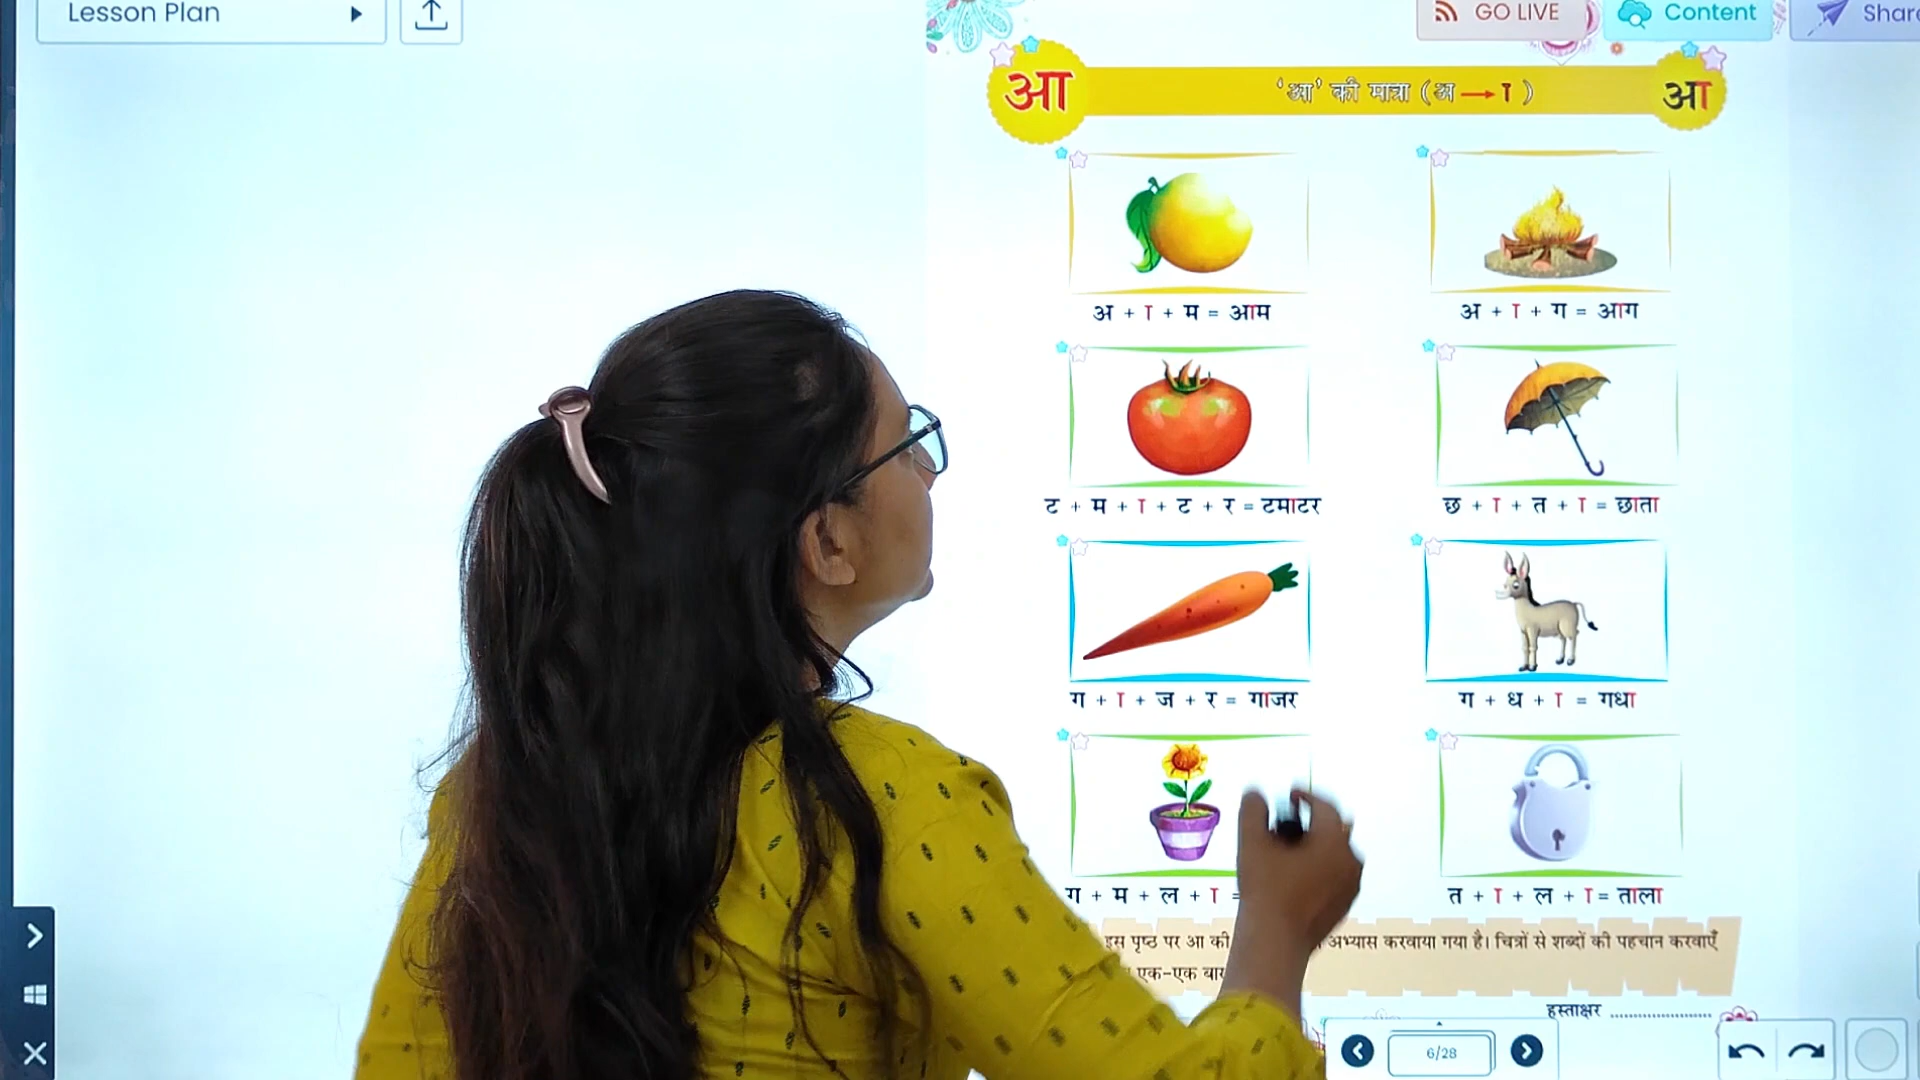 Lesson Plan
GO LIVE
Content
Share
आ
'आ' की मात्रा (अ → ा )
आ
अ + ा + म = आम
अ + ा + ग = आग
ट + म + ा + ट + र = टमाटर
छ + ा + त + ा = छाता
ग + ा + ज + र = गाजर
ग + ध + ा = गधा
ग + म + ल + ा =
त + ा + ल + ा = ताला
इस पृष्ठ पर आ की अभ्यास करवाया गया है। चित्रों से शब्दों की पहचान करवाएँ
एक-एक बार
हस्ताक्षर ......................
6/28